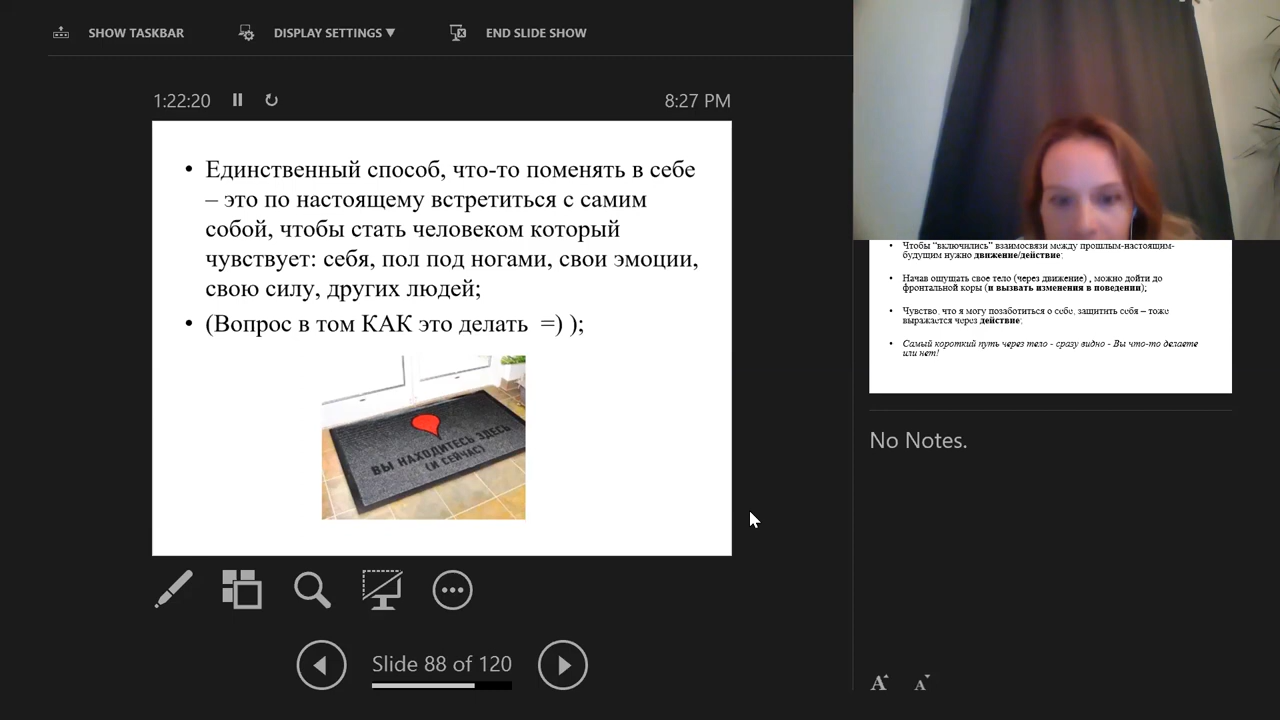 SHOW TASKBAR
DISPLAY SETTINGS ▼
END SLIDE SHOW
1:22:20
8:27 PM
• Единственный способ, что-то поменять в себе
– это по настоящему встретиться с самим
собой, чтобы стать человеком который
чувствует: себя, пол под ногами, свои эмоции,
свою силу, других людей;
• (Вопрос в том КАК это делать =) );
ВЫ НАХОДИТЕСЬ ЗДЕСЬ
(И СЕЙЧАС)
Slide 88 of 120
• Чтобы “включились” взаимосвязи между прошлым-настоящим-
будущим нужно движение/действие;
• Начав ощущать свое тело (через движение) , можно дойти до
фронтальной коры (и вызвать изменения в поведении);
• Чувство, что я могу позаботиться о себе, защитить себя – тоже
выражается через действие;
• Самый короткий путь через тело - сразу видно - Вы что-то делаете
или нет!
No Notes.
A A